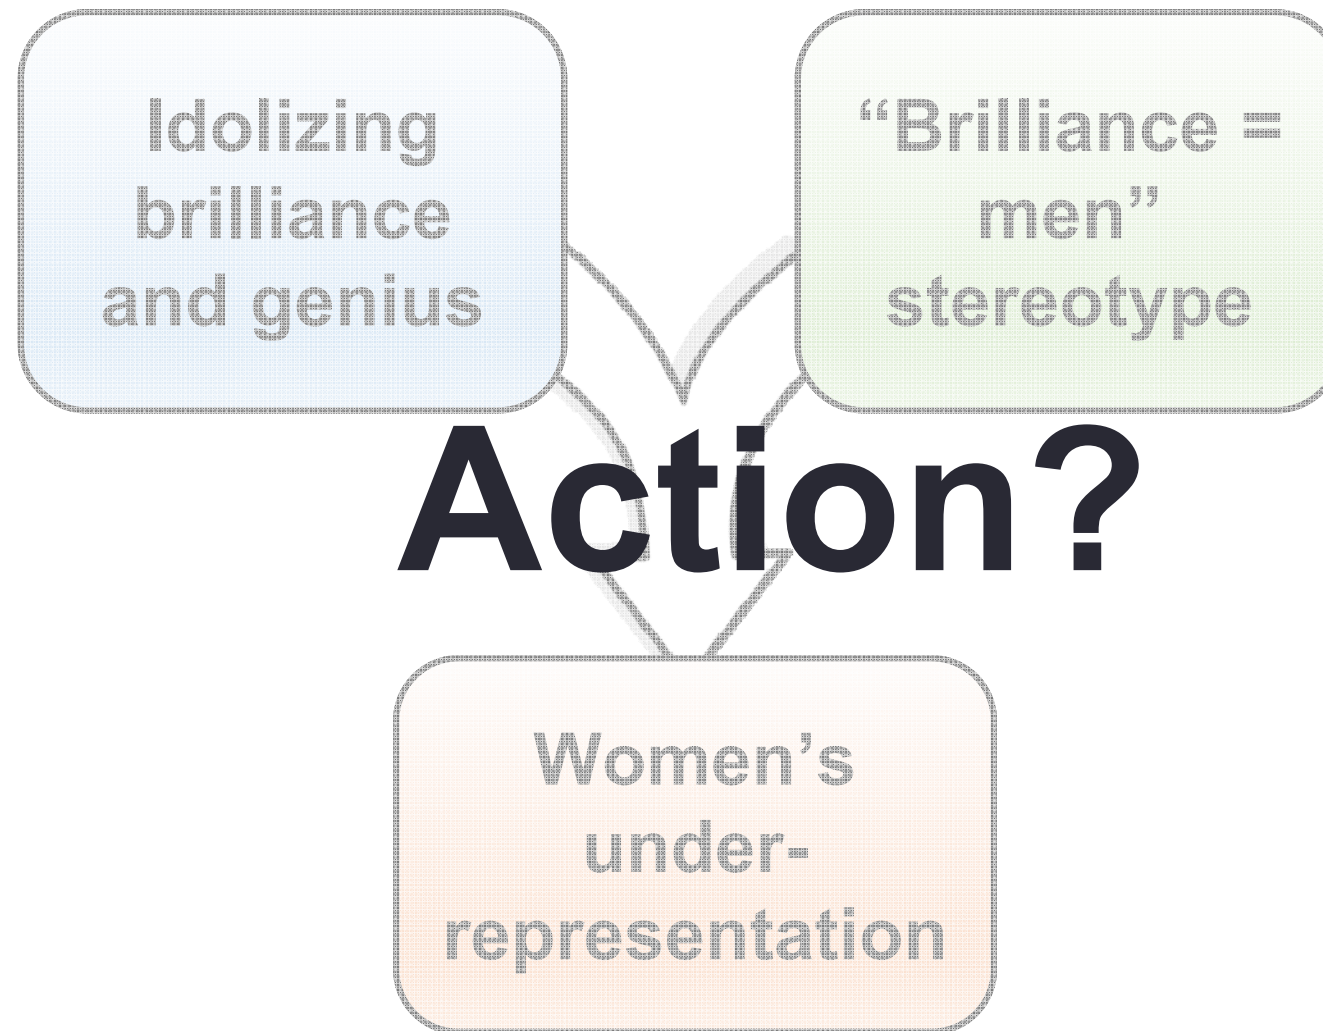 Idolizing
brilliance
and genius
“Brilliance =
men”
stereotype
Action?
Women’s
under-
representation